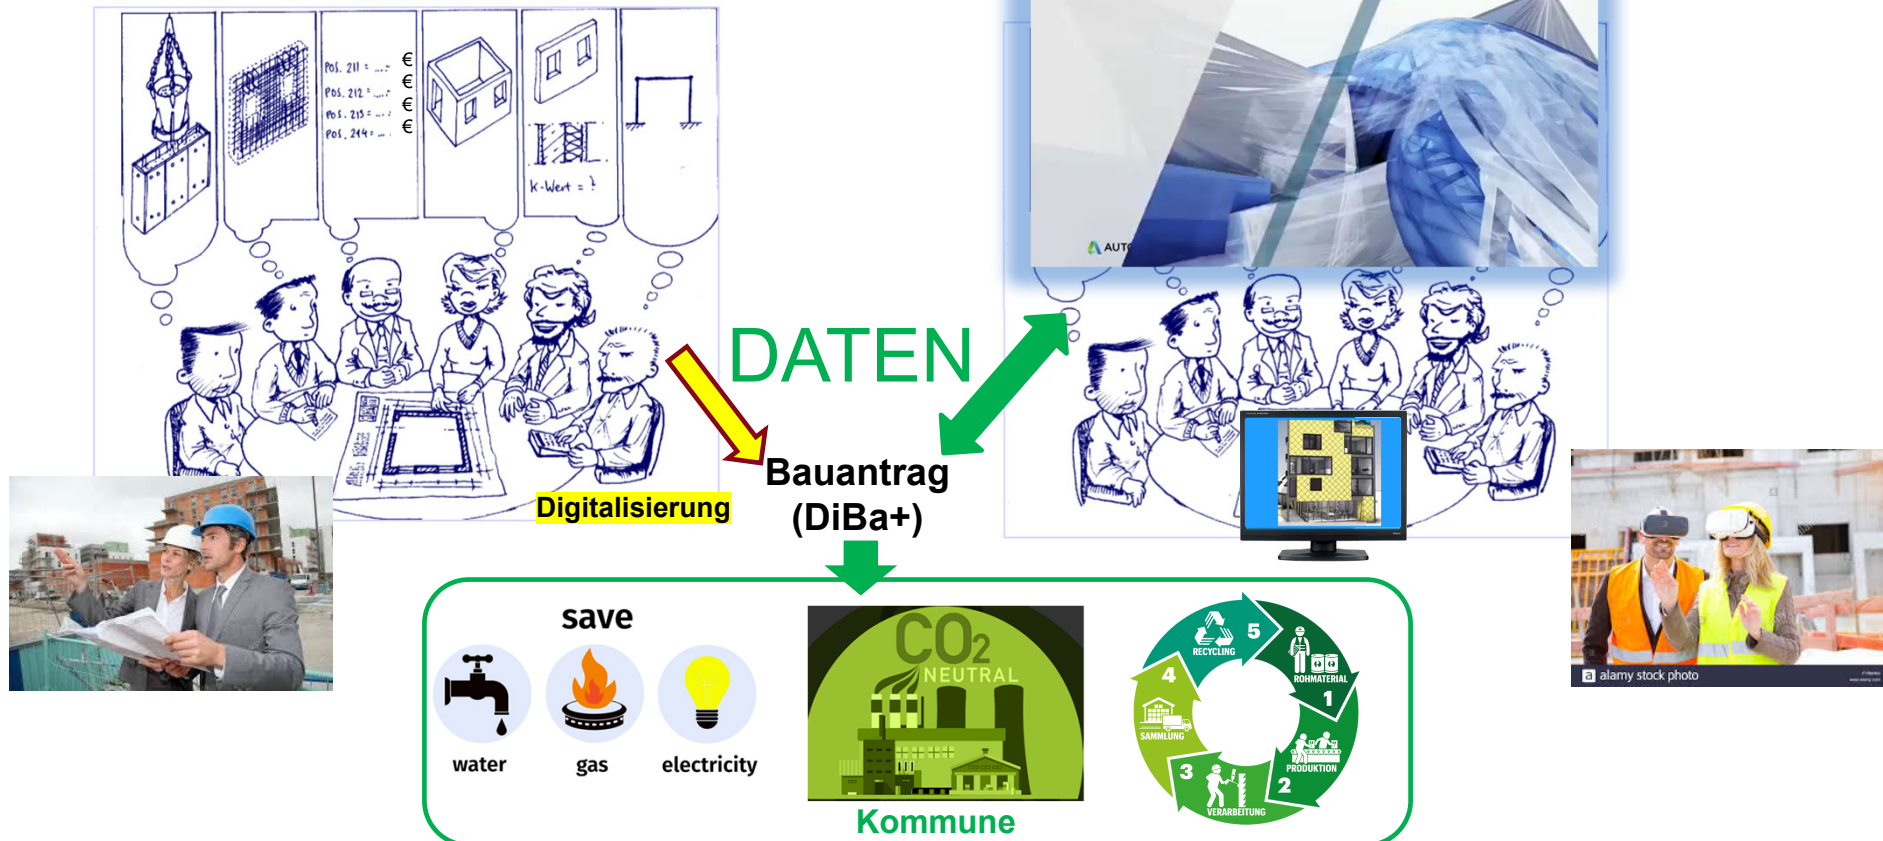 POS. 211 = ....- €
POS. 212 = ....- €
POS. 213 = ....- €
POS. 214 = .... €
K-Wert = ?
AUTO
DATEN
Digitalisierung
Bauantrag
(DiBa+)
save
water
gas
electricity
CO2
NEUTRAL
Kommune
5
RECYCLING
ROHMATERIAL
1
PRODUKTION
2
3
VERARBEITUNG
4
SAMMLUNG
a alamy stock photo